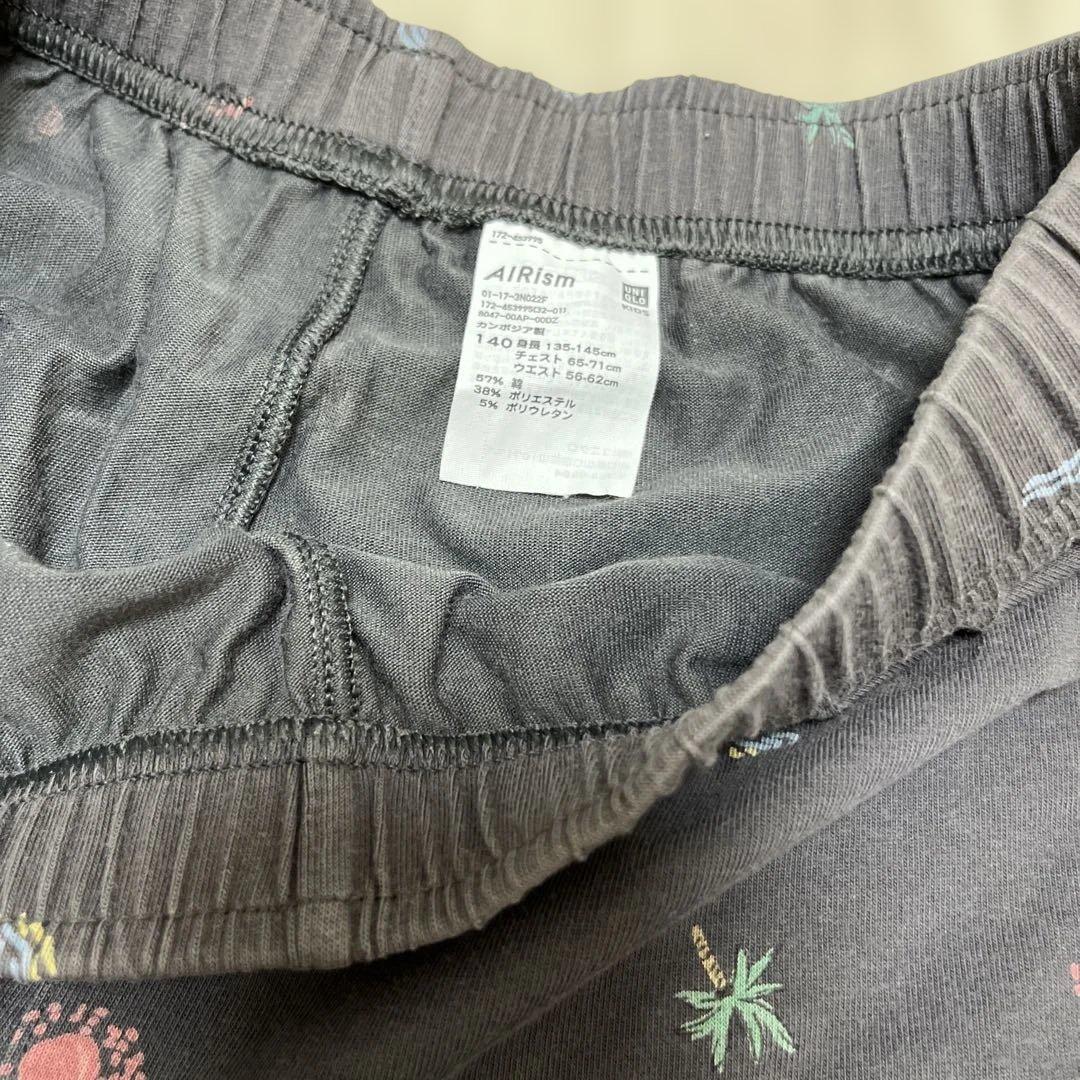 172-453995
AIRism
UNI
QLO
KIDS
01-17-3N022F
172-453995(32-01)
8047-00AP-00DZ
カンボジア製
140 身長 135-145cm
チェスト 65-71cm
ウエスト 56-62cm
57% 綿
38% ポリエステル
5% ポリウレタン